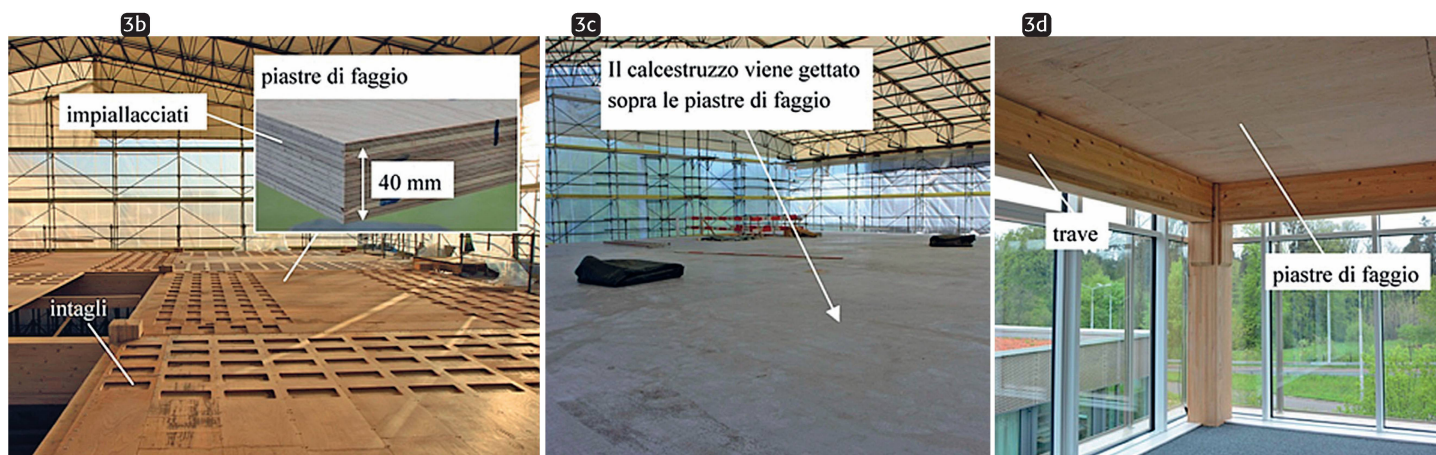 3b
piastre di faggio
impiallacciati
40 mm
intagli
3c
Il calcestruzzo viene gettato
sopra le piastre di faggio
3d
trave
piastre di faggio